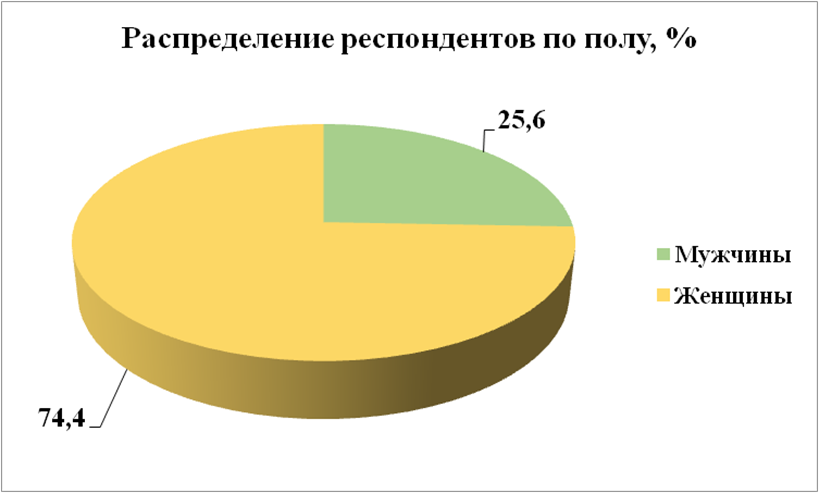 Распределение респондентов по полу, %
25,6
Мужчины
Женщины
74,4